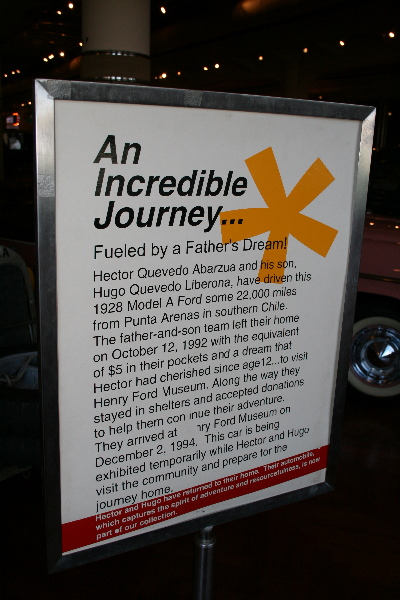 An
Incredible
Journey...
Fueled by a Father's Dream!
Hector Quevedo Abarzua and his son,
Hugo Quevedo Liberona, have driven this
1928 Model A Ford some 22,000 miles
from Punta Arenas in southern Chile.
The father-and-son team left their home
on October 12, 1992 with the equivalent
of $5 in their pockets and a dream that
Hector had cherished since age12...to visit
Henry Ford Museum. Along the way they
stayed in shelters and accepted donations
to help them con inue their adventure.
They arrived at nry Ford Museum on
December 2, 1994. This car is being
exhibited temporarily while Hector and Hugo
visit the community and prepare for the
journey home.
Hector and Hugo have returned to their home. Their automobile,
which captures the spirit of adventure and resourcefulness, is now
part of our collection.